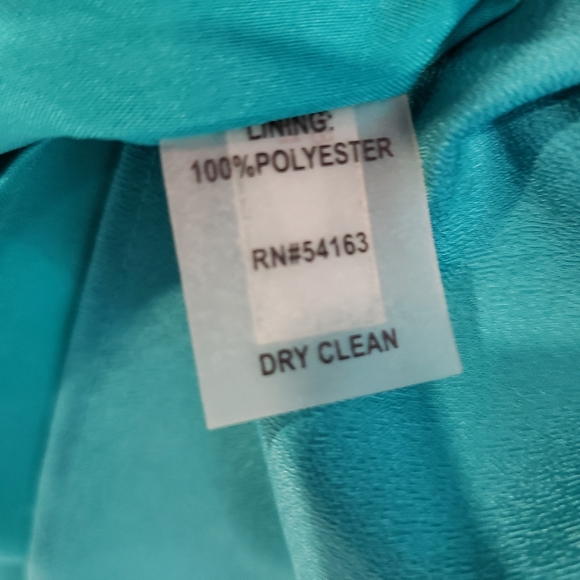 LINING:
100%POLYESTER
RN#54163
DRY CLEAN